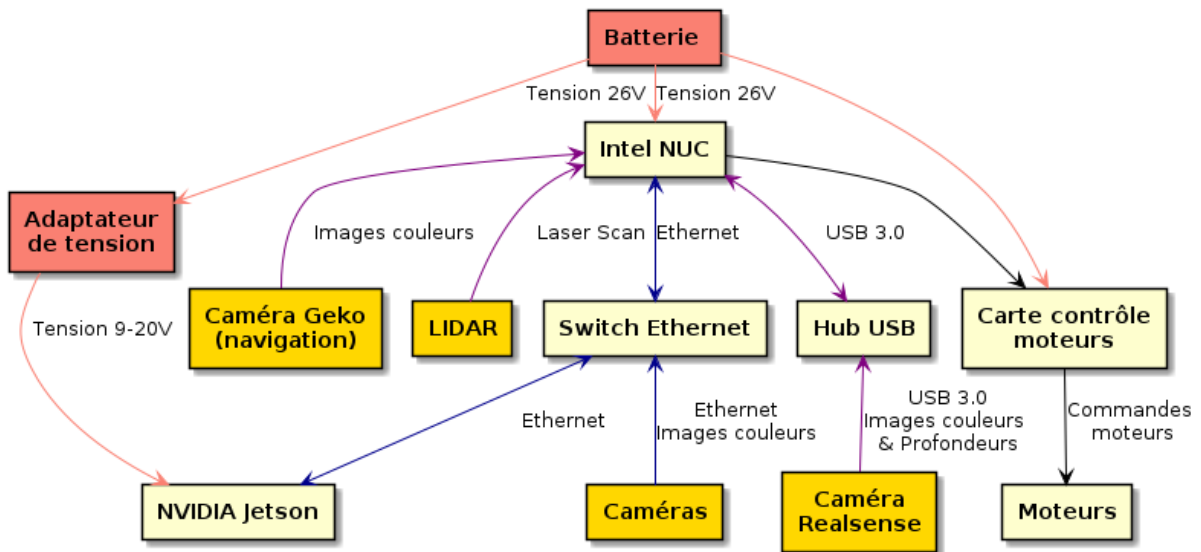 Batterie
Tension 26V
Tension 26V
Intel NUC
Adaptateur
de tension
Images couleurs
Laser Scan
Ethernet
USB 3.0
Tension 9-20V
Caméra Geko
(navigation)
LIDAR
Switch Ethernet
Hub USB
Carte contrôle
moteurs
Ethernet
Ethernet
Images couleurs
USB 3.0
Images couleurs
& Profondeurs
Commandes
moteurs
NVIDIA Jetson
Caméras
Caméra
Realsense
Moteurs